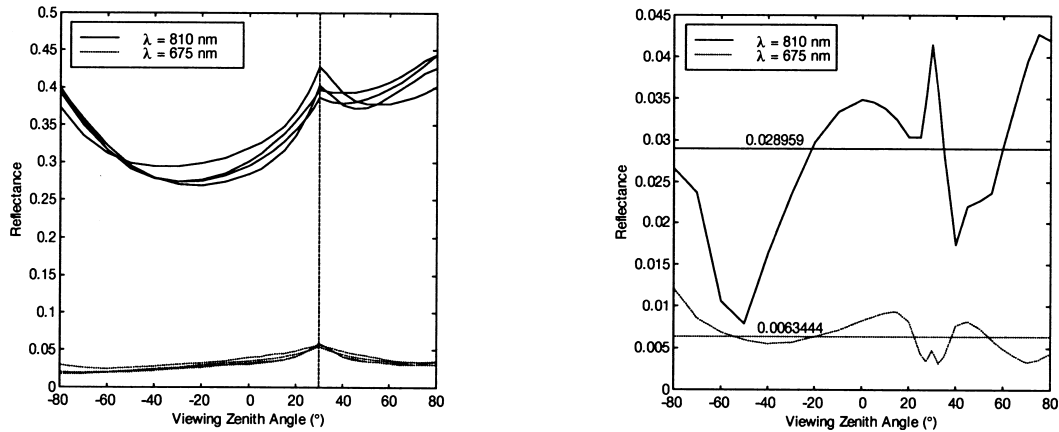 0.5
0.45
0.4
0.35
0.3
0.25
0.2
0.15
0.1
0.05
0
Reflectance
λ = 810 nm
λ = 675 nm
-80 -60 -40 -20 0 20 40 60 80
Viewing Zenith Angle (°)
0.045
0.04
0.035
0.03
0.025
0.02
0.015
0.01
0.005
0
Reflectance
λ = 810 nm
λ = 675 nm
0.028959
0.0063444
-80 -60 -40 -20 0 20 40 60 80
Viewing Zenith Angle (°)